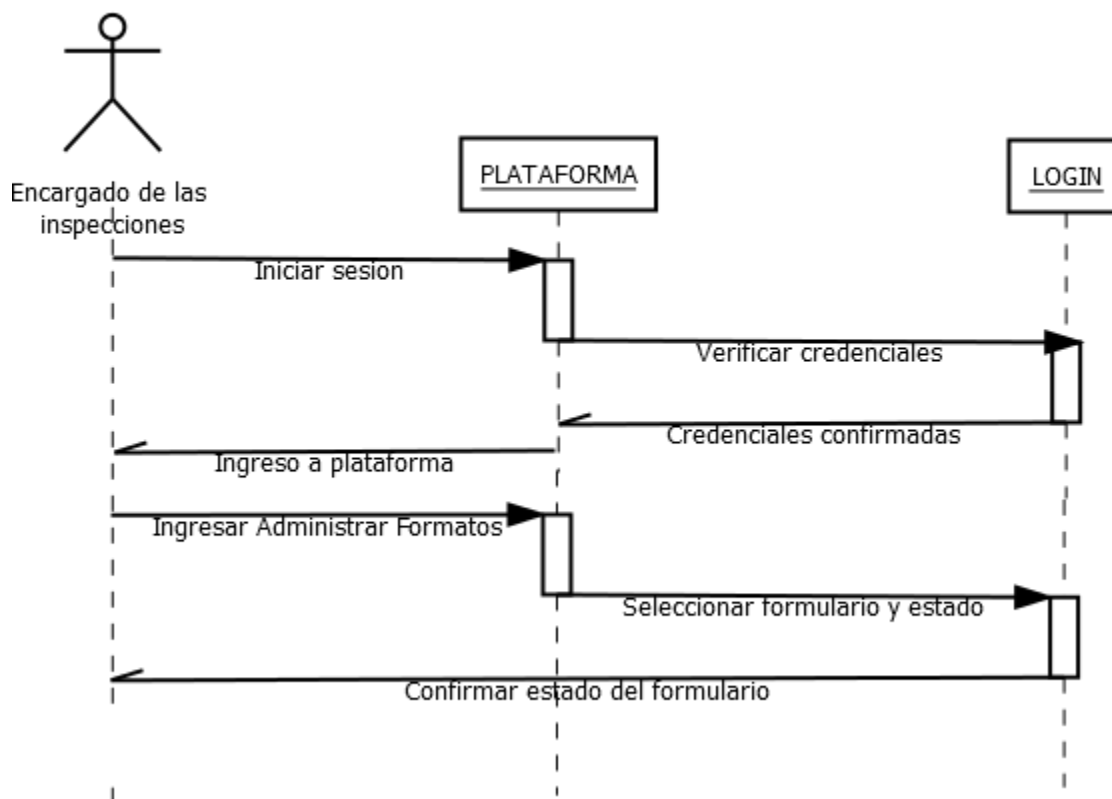 PLATAFORMA
LOGIN
Encargado de las
inspecciones
Iniciar sesion
Verificar credenciales
Credenciales confirmadas
Ingreso a plataforma
Ingresar Administrar Formatos
Seleccionar formulario y estado
Confirmar estado del formulario